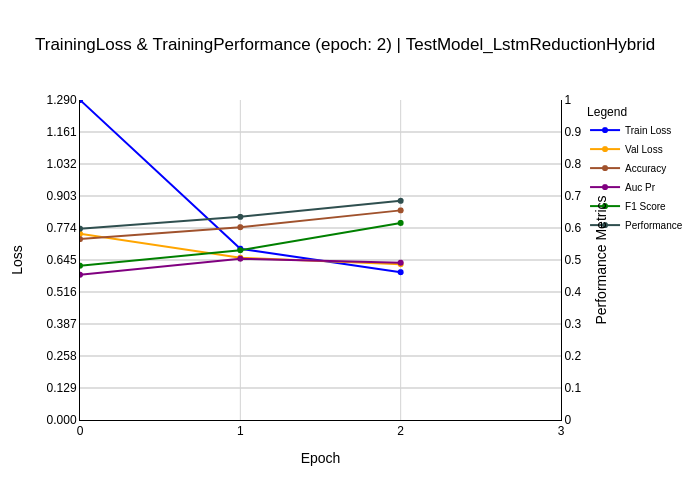 TrainingLoss & TrainingPerformance (epoch: 2) | TestModel_LstmReductionHybrid
1.290
1.161
1.032
0.903
0.774
0.645
0.516
0.387
0.258
0.129
0.000
Loss
0
1
2
3
Epoch
1
0.9
0.8
0.7
0.6
0.5
0.4
0.3
0.2
0.1
0
Performance Metrics
Legend
Train Loss
Val Loss
Accuracy
Auc Pr
F1 Score
Performance